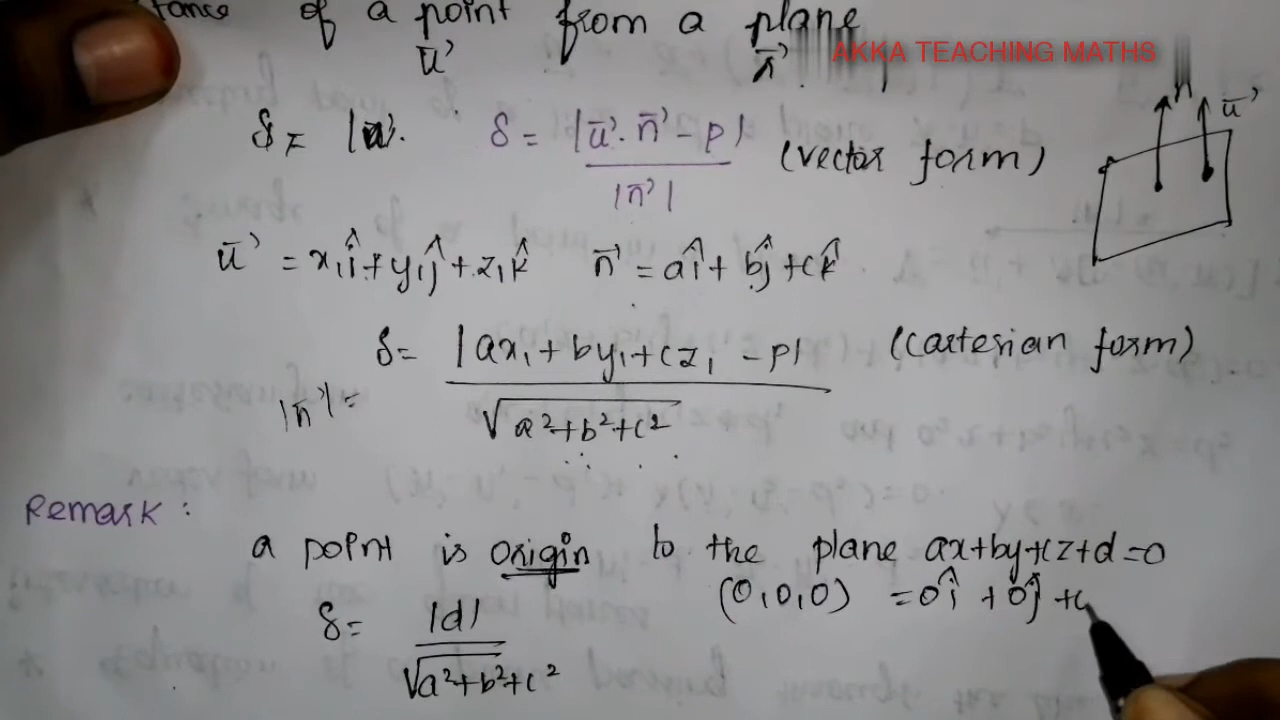 of a point from a plane
u⃗ n⃗
AKKA TEACHING MATHS
n u⃗
δ = |u⃗. δ = |u⃗ . n⃗ - p| / |n⃗| (vector form)
u⃗ = x₁î + y₁ĵ + z₁k̂ n⃗ = aî + bĵ + ck̂
δ = |ax₁ + by₁ + cz₁ - p| / √a²+b²+c² (cartesian form)
|n⃗| =
Remark :
a point is origin to the plane ax+by+cz+d=0
(0,0,0) = 0î + 0ĵ +
δ = |d| / √a²+b²+c²